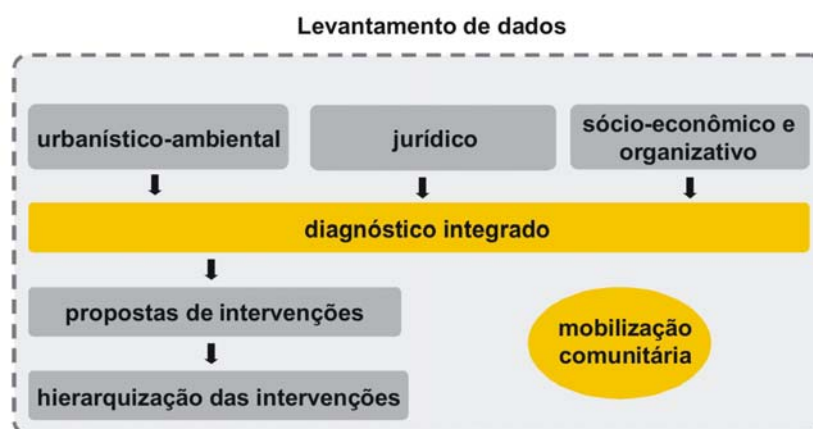 Levantamento de dados
urbanístico-ambiental
jurídico
sócio-econômico e
organizativo
diagnóstico integrado
propostas de intervenções
mobilização
comunitária
hierarquização das intervenções